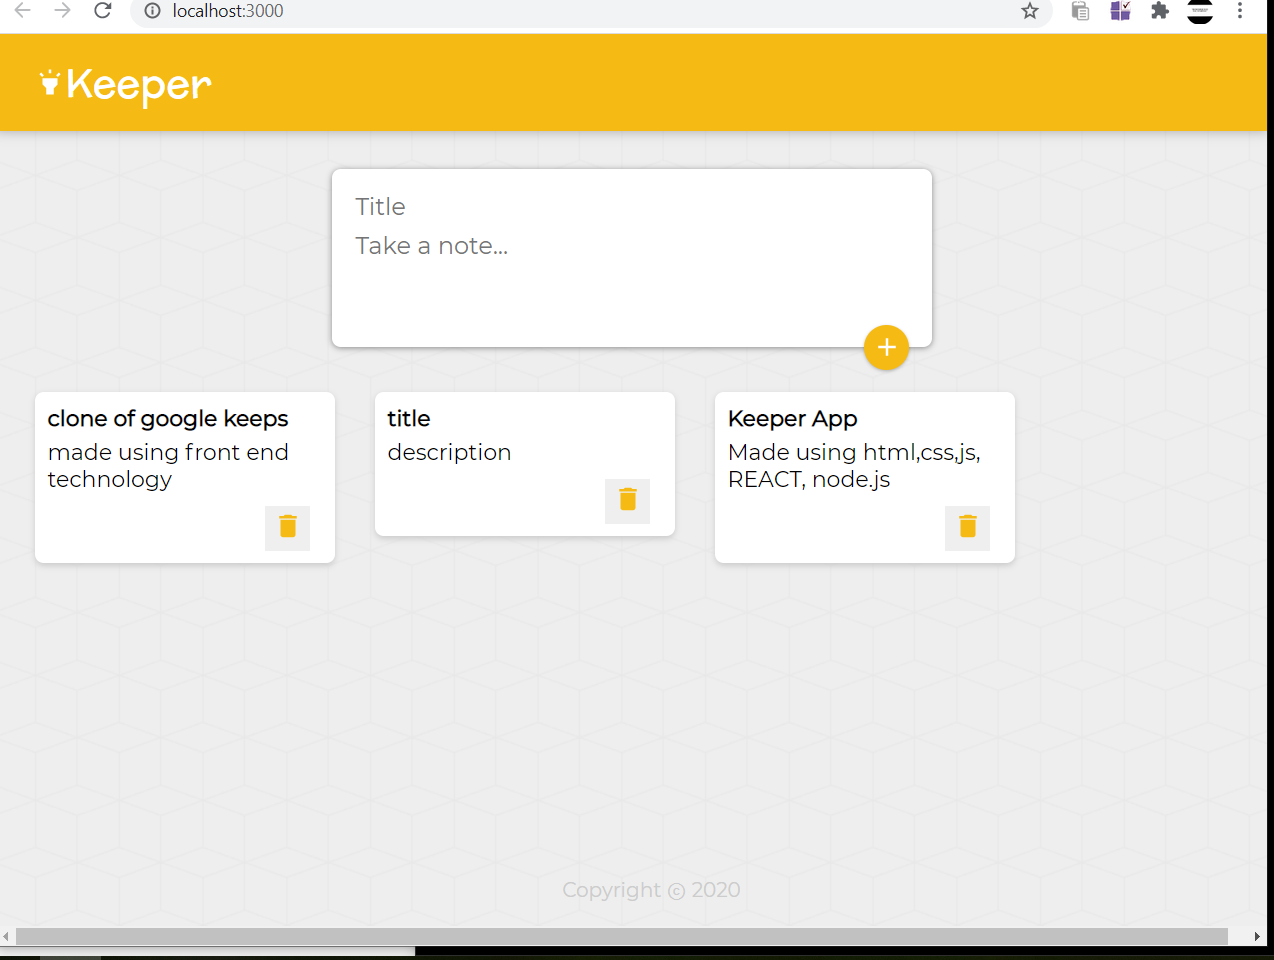 localhost:3000
Keeper
Title
Take a note...
clone of google keeps
made using front end
technology
title
description
Keeper App
Made using html,css,js,
REACT, node.js
Copyright © 2020